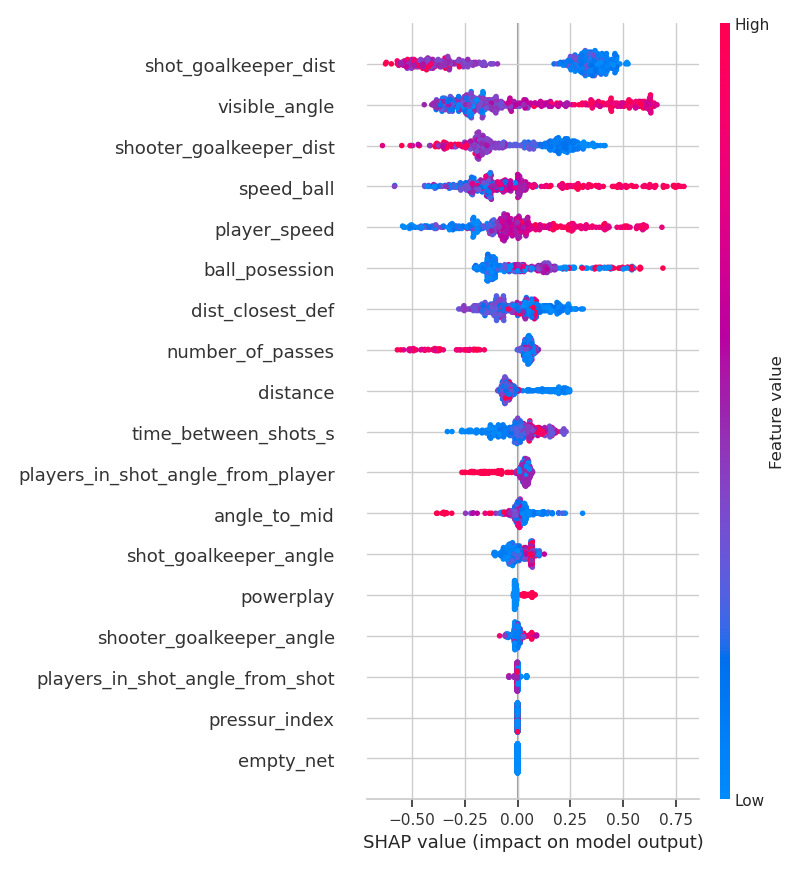 High
shot_goalkeeper_dist
visible_angle
shooter_goalkeeper_dist
speed_ball
player_speed
ball_posession
dist_closest_def
number_of_passes
distance
time_between_shots_s
players_in_shot_angle_from_player
angle_to_mid
shot_goalkeeper_angle
powerplay
shooter_goalkeeper_angle
players_in_shot_angle_from_shot
pressur_index
empty_net
Feature value
Low
−0.50 −0.25 0.00 0.25 0.50 0.75
SHAP value (impact on model output)